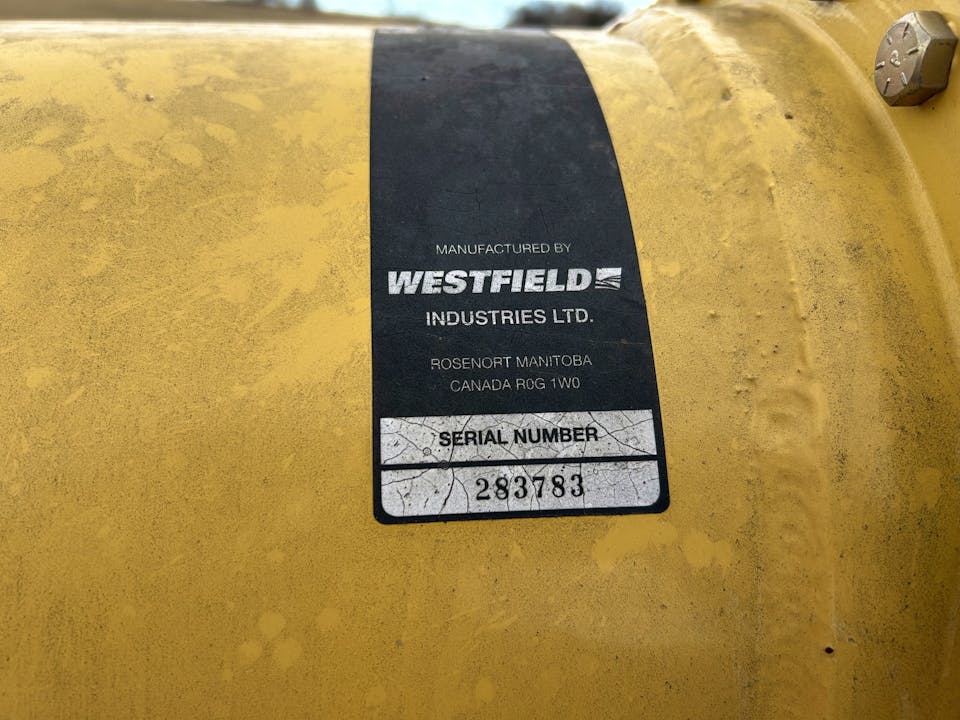 MANUFACTURED BY
WESTFIELD
INDUSTRIES LTD.
ROSENORT MANITOBA
CANADA R0G 1W0
SERIAL NUMBER
283783